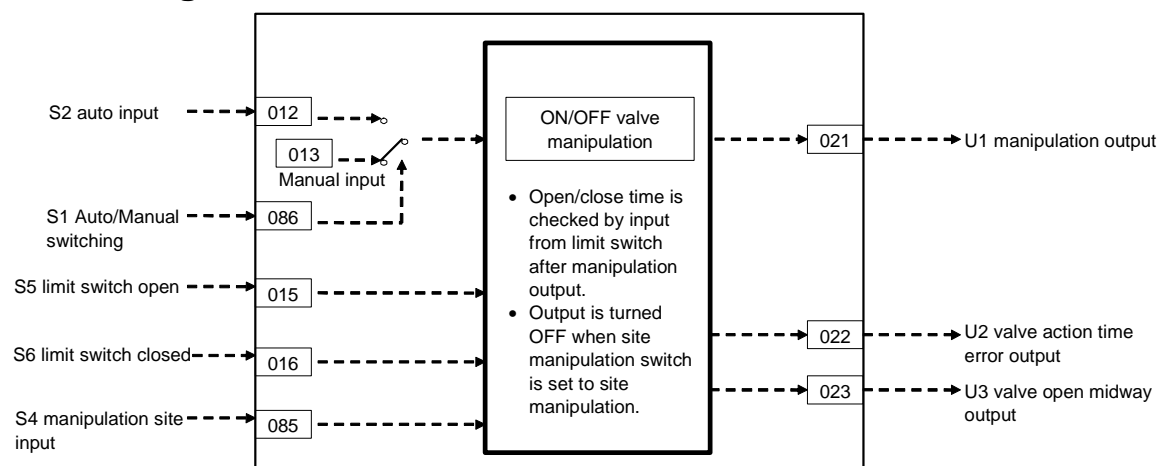 S2 auto input
012
013
Manual input
S1 Auto/Manual
switching
086
S5 limit switch open
015
S6 limit switch closed
016
S4 manipulation site
input
085
ON/OFF valve
manipulation
• Open/close time is
checked by input
from limit switch
after manipulation
output.
• Output is turned
OFF when site
manipulation switch
is set to site
manipulation.
021
U1 manipulation output
022
U2 valve action time
error output
023
U3 valve open midway
output